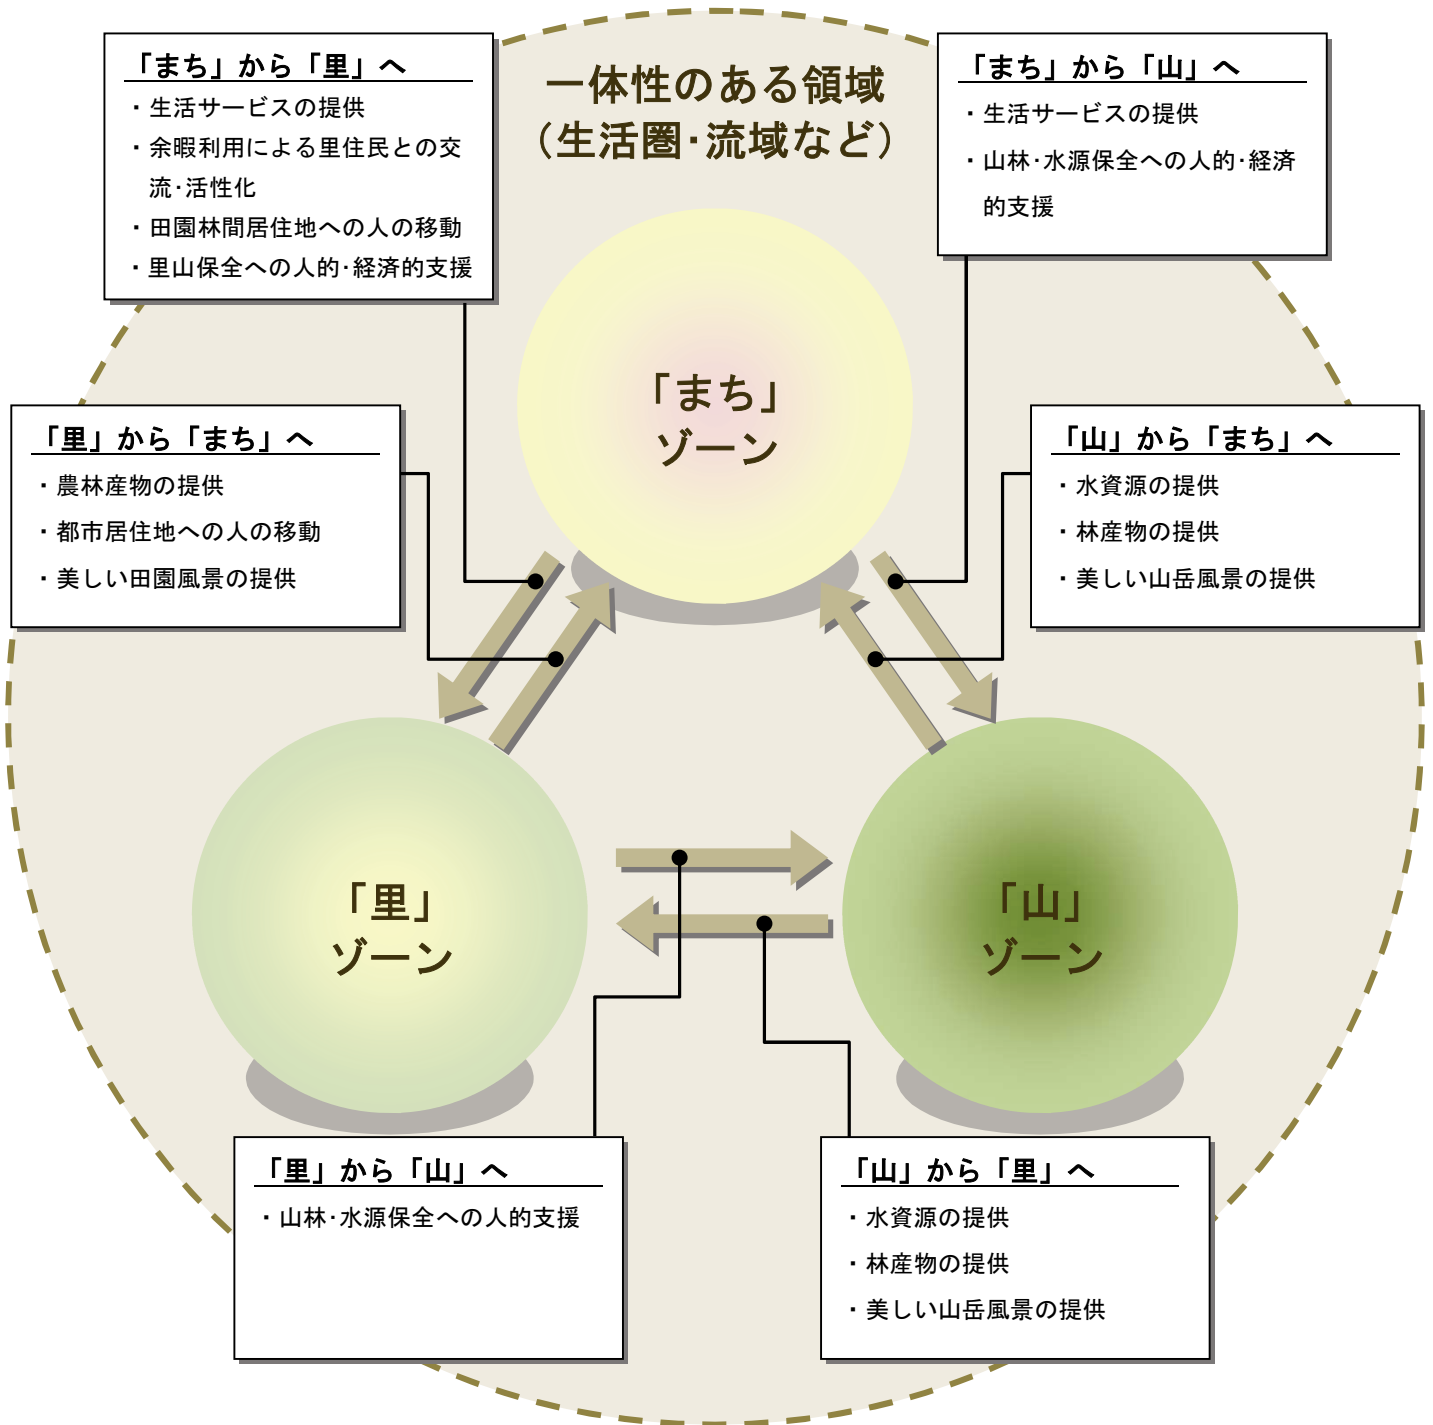 一体性のある領域
（生活圏･流域など）
「まち」から「里」へ
・生活サービスの提供
・余暇利用による里住民との交
流･活性化
・田園林間居住地への人の移動
・里山保全への人的･経済的支援
「まち」から「山」へ
・生活サービスの提供
・山林･水源保全への人的･経済
的支援
「まち」
ゾーン
「里」から「まち」へ
・農林産物の提供
・都市居住地への人の移動
・美しい田園風景の提供
「山」から「まち」へ
・水資源の提供
・林産物の提供
・美しい山岳風景の提供
「里」
ゾーン
「山」
ゾーン
「里」から「山」へ
・山林･水源保全への人的支援
「山」から「里」へ
・水資源の提供
・林産物の提供
・美しい山岳風景の提供